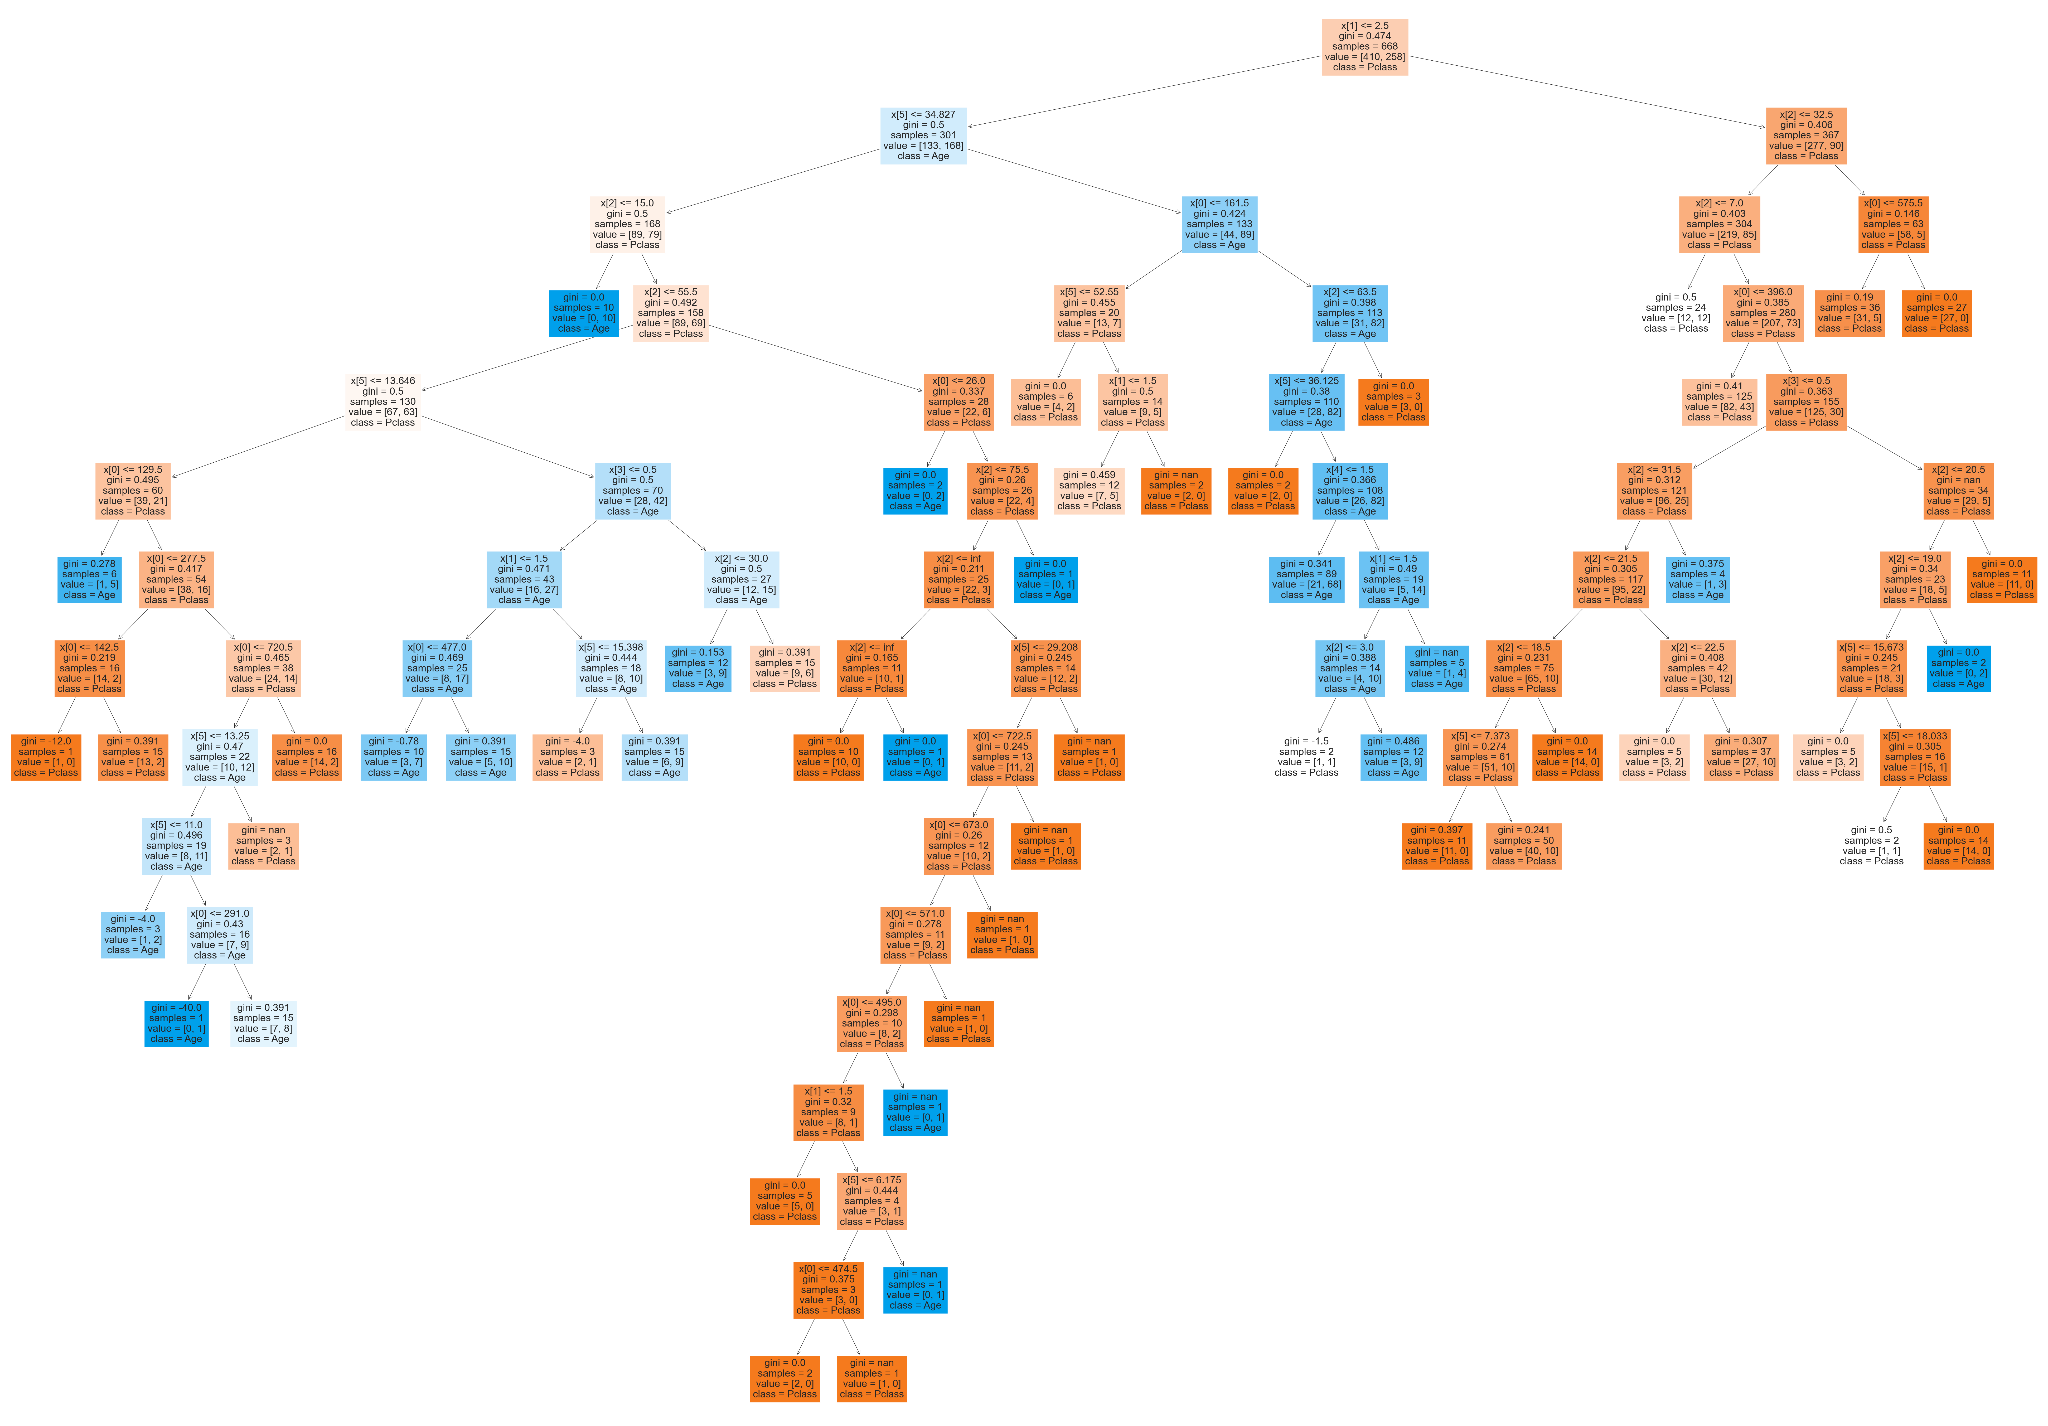 x[1] <= 2.5
gini = 0.474
samples = 668
value = [410, 258]
class = Pclass
x[5] <= 34.827
gini = 0.5
samples = 301
value = [133, 168]
class = Age
x[2] <= 32.5
gini = 0.406
samples = 367
value = [277, 90]
class = Pclass
x[2] <= 15.0
gini = 0.5
samples = 168
value = [89, 79]
class = Pclass
x[0] <= 161.5
gini = 0.424
samples = 133
value = [44, 89]
class = Age
x[2] <= 7.0
gini = 0.403
samples = 304
value = [219, 85]
class = Pclass
x[0] <= 575.5
gini = 0.146
samples = 63
value = [58, 5]
class = Pclass
gini = 0.0
samples = 10
value = [0, 10]
class = Age
x[2] <= 55.5
gini = 0.492
samples = 158
value = [89, 69]
class = Pclass
x[5] <= 52.55
gini = 0.455
samples = 20
value = [13, 7]
class = Pclass
x[2] <= 63.5
gini = 0.398
samples = 113
value = [31, 82]
class = Age
gini = 0.5
samples = 24
value = [12, 12]
class = Pclass
x[0] <= 396.0
gini = 0.385
samples = 280
value = [207, 73]
class = Pclass
gini = 0.19
samples = 36
value = [31, 5]
class = Pclass
gini = 0.0
samples = 27
value = [27, 0]
class = Pclass
x[5] <= 13.646
gini = 0.5
samples = 130
value = [67, 63]
class = Pclass
x[0] <= 26.0
gini = 0.337
samples = 28
value = [22, 6]
class = Pclass
gini = 0.0
samples = 6
value = [4, 2]
class = Pclass
x[1] <= 1.5
gini = 0.5
samples = 14
value = [9, 5]
class = Pclass
x[5] <= 36.125
gini = 0.38
samples = 110
value = [28, 82]
class = Age
gini = 0.0
samples = 3
value = [3, 0]
class = Pclass
gini = 0.41
samples = 125
value = [82, 43]
class = Pclass
x[3] <= 0.5
gini = 0.363
samples = 155
value = [125, 30]
class = Pclass
x[0] <= 129.5
gini = 0.495
samples = 60
value = [39, 21]
class = Pclass
x[3] <= 0.5
gini = 0.5
samples = 70
value = [28, 42]
class = Age
gini = 0.0
samples = 2
value = [0, 2]
class = Age
x[2] <= 75.5
gini = 0.26
samples = 26
value = [22, 4]
class = Pclass
gini = 0.459
samples = 12
value = [7, 5]
class = Pclass
gini = nan
samples = 2
value = [2, 0]
class = Pclass
gini = 0.0
samples = 2
value = [2, 0]
class = Pclass
x[4] <= 1.5
gini = 0.366
samples = 108
value = [26, 82]
class = Age
x[2] <= 31.5
gini = 0.312
samples = 121
value = [96, 25]
class = Pclass
x[2] <= 20.5
gini = nan
samples = 34
value = [29, 5]
class = Pclass
gini = 0.278
samples = 6
value = [1, 5]
class = Age
x[0] <= 277.5
gini = 0.417
samples = 54
value = [38, 16]
class = Pclass
x[1] <= 1.5
gini = 0.471
samples = 43
value = [16, 27]
class = Age
x[2] <= 30.0
gini = 0.5
samples = 27
value = [12, 15]
class = Age
x[2] <= inf
gini = 0.211
samples = 25
value = [22, 3]
class = Pclass
gini = 0.0
samples = 1
value = [0, 1]
class = Age
gini = 0.341
samples = 89
value = [21, 68]
class = Age
x[1] <= 1.5
gini = 0.49
samples = 19
value = [5, 14]
class = Age
x[2] <= 21.5
gini = 0.305
samples = 117
value = [95, 22]
class = Pclass
gini = 0.375
samples = 4
value = [1, 3]
class = Age
x[2] <= 19.0
gini = 0.34
samples = 23
value = [18, 5]
class = Pclass
gini = 0.0
samples = 11
value = [11, 0]
class = Pclass
x[0] <= 142.5
gini = 0.219
samples = 16
value = [14, 2]
class = Pclass
x[0] <= 720.5
gini = 0.465
samples = 38
value = [24, 14]
class = Pclass
x[0] <= 477.0
gini = 0.469
samples = 25
value = [8, 17]
class = Age
x[5] <= 15.398
gini = 0.444
samples = 18
value = [8, 10]
class = Age
gini = 0.153
samples = 12
value = [3, 9]
class = Age
gini = 0.391
samples = 15
value = [9, 6]
class = Pclass
x[2] <= inf
gini = 0.165
samples = 11
value = [10, 1]
class = Pclass
x[5] <= 29.208
gini = 0.245
samples = 14
value = [12, 2]
class = Pclass
x[2] <= 3.0
gini = 0.388
samples = 14
value = [4, 10]
class = Age
gini = nan
samples = 5
value = [1, 4]
class = Age
x[2] <= 18.5
gini = 0.231
samples = 75
value = [65, 10]
class = Pclass
x[2] <= 22.5
gini = 0.408
samples = 42
value = [30, 12]
class = Pclass
x[5] <= 15.673
gini = 0.245
samples = 21
value = [18, 3]
class = Pclass
gini = 0.0
samples = 2
value = [0, 2]
class = Age
gini = -12.0
samples = 1
value = [1, 0]
class = Pclass
gini = 0.391
samples = 15
value = [13, 2]
class = Pclass
x[5] <= 13.25
gini = 0.47
samples = 22
value = [10, 12]
class = Age
gini = 0.0
samples = 16
value = [14, 2]
class = Pclass
gini = -0.78
samples = 10
value = [3, 7]
class = Age
gini = 0.391
samples = 15
value = [5, 10]
class = Age
gini = -4.0
samples = 3
value = [2, 1]
class = Pclass
gini = 0.391
samples = 15
value = [6, 9]
class = Age
gini = 0.0
samples = 10
value = [10, 0]
class = Pclass
gini = 0.0
samples = 1
value = [0, 1]
class = Age
x[0] <= 722.5
gini = 0.245
samples = 13
value = [11, 2]
class = Pclass
gini = nan
samples = 1
value = [1, 0]
class = Pclass
gini = -1.5
samples = 2
value = [1, 1]
class = Pclass
gini = 0.486
samples = 12
value = [3, 9]
class = Age
x[5] <= 7.373
gini = 0.274
samples = 61
value = [51, 10]
class = Pclass
gini = 0.0
samples = 14
value = [14, 0]
class = Pclass
gini = 0.0
samples = 5
value = [3, 2]
class = Pclass
gini = 0.307
samples = 37
value = [27, 10]
class = Pclass
gini = 0.0
samples = 5
value = [3, 2]
class = Pclass
x[5] <= 18.033
gini = 0.305
samples = 16
value = [15, 1]
class = Pclass
x[5] <= 11.0
gini = 0.496
samples = 19
value = [8, 11]
class = Age
gini = nan
samples = 3
value = [2, 1]
class = Pclass
x[0] <= 673.0
gini = 0.26
samples = 12
value = [10, 2]
class = Pclass
gini = nan
samples = 1
value = [1, 0]
class = Pclass
gini = 0.397
samples = 11
value = [11, 0]
class = Pclass
gini = 0.241
samples = 50
value = [40, 10]
class = Pclass
gini = 0.5
samples = 2
value = [1, 1]
class = Pclass
gini = 0.0
samples = 14
value = [14, 0]
class = Pclass
gini = -4.0
samples = 3
value = [1, 2]
class = Age
x[0] <= 291.0
gini = 0.43
samples = 16
value = [7, 9]
class = Age
x[0] <= 571.0
gini = 0.278
samples = 11
value = [9, 2]
class = Pclass
gini = nan
samples = 1
value = [1, 0]
class = Pclass
gini = -40.0
samples = 1
value = [0, 1]
class = Age
gini = 0.391
samples = 15
value = [7, 8]
class = Age
x[0] <= 495.0
gini = 0.298
samples = 10
value = [8, 2]
class = Pclass
gini = nan
samples = 1
value = [1, 0]
class = Pclass
x[1] <= 1.5
gini = 0.32
samples = 9
value = [8, 1]
class = Pclass
gini = nan
samples = 1
value = [0, 1]
class = Age
gini = 0.0
samples = 5
value = [5, 0]
class = Pclass
x[5] <= 6.175
gini = 0.444
samples = 4
value = [3, 1]
class = Pclass
x[0] <= 474.5
gini = 0.375
samples = 3
value = [3, 0]
class = Pclass
gini = nan
samples = 1
value = [0, 1]
class = Age
gini = 0.0
samples = 2
value = [2, 0]
class = Pclass
gini = nan
samples = 1
value = [1, 0]
class = Pclass